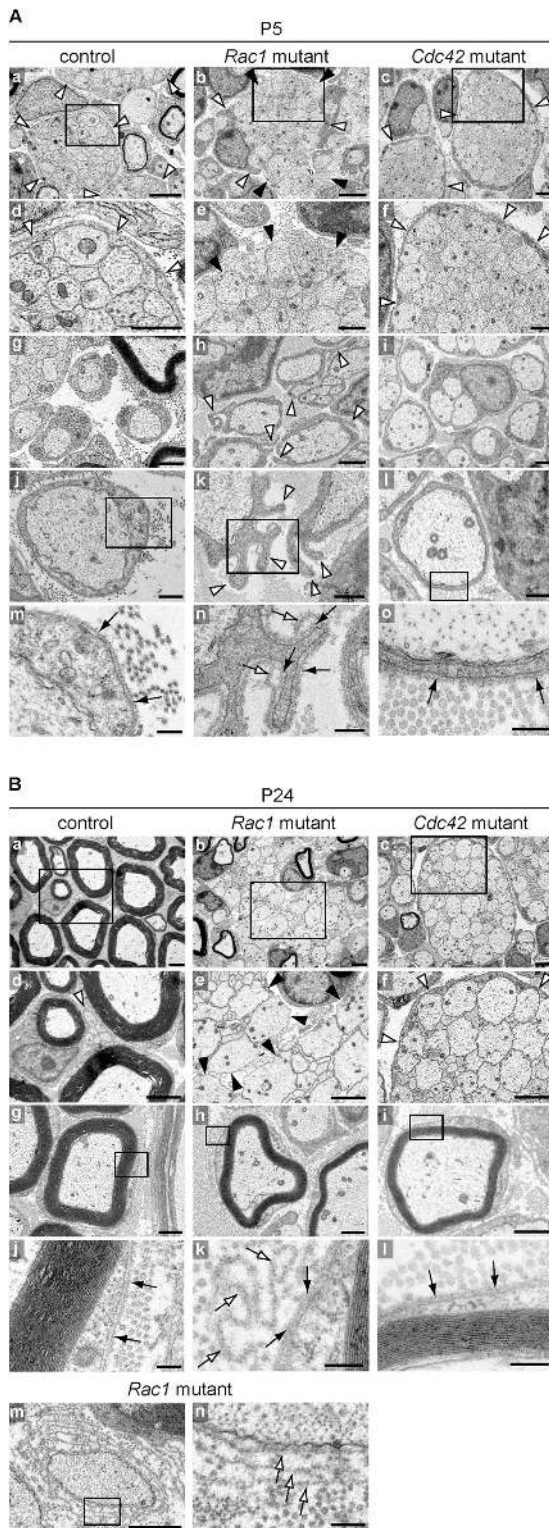 A
P5
control Rac1 mutant Cdc42 mutant
a b c
d e f
g h i
j k l
m n o
B
P24
control Rac1 mutant Cdc42 mutant
a b c
d e f
g h i
j k l
Rac1 mutant
m n